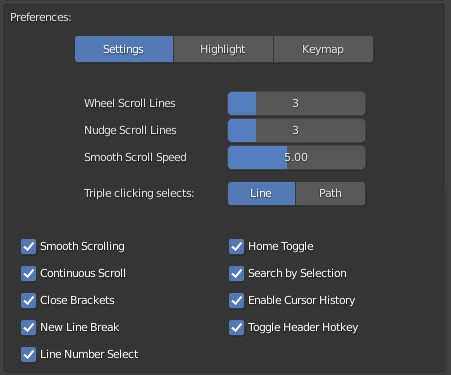 Preferences:
Settings Highlight Keymap
Wheel Scroll Lines 3
Nudge Scroll Lines 3
Smooth Scroll Speed 5.00
Triple clicking selects: Line Path
Smooth Scrolling Home Toggle
Continuous Scroll Search by Selection
Close Brackets Enable Cursor History
New Line Break Toggle Header Hotkey
Line Number Select